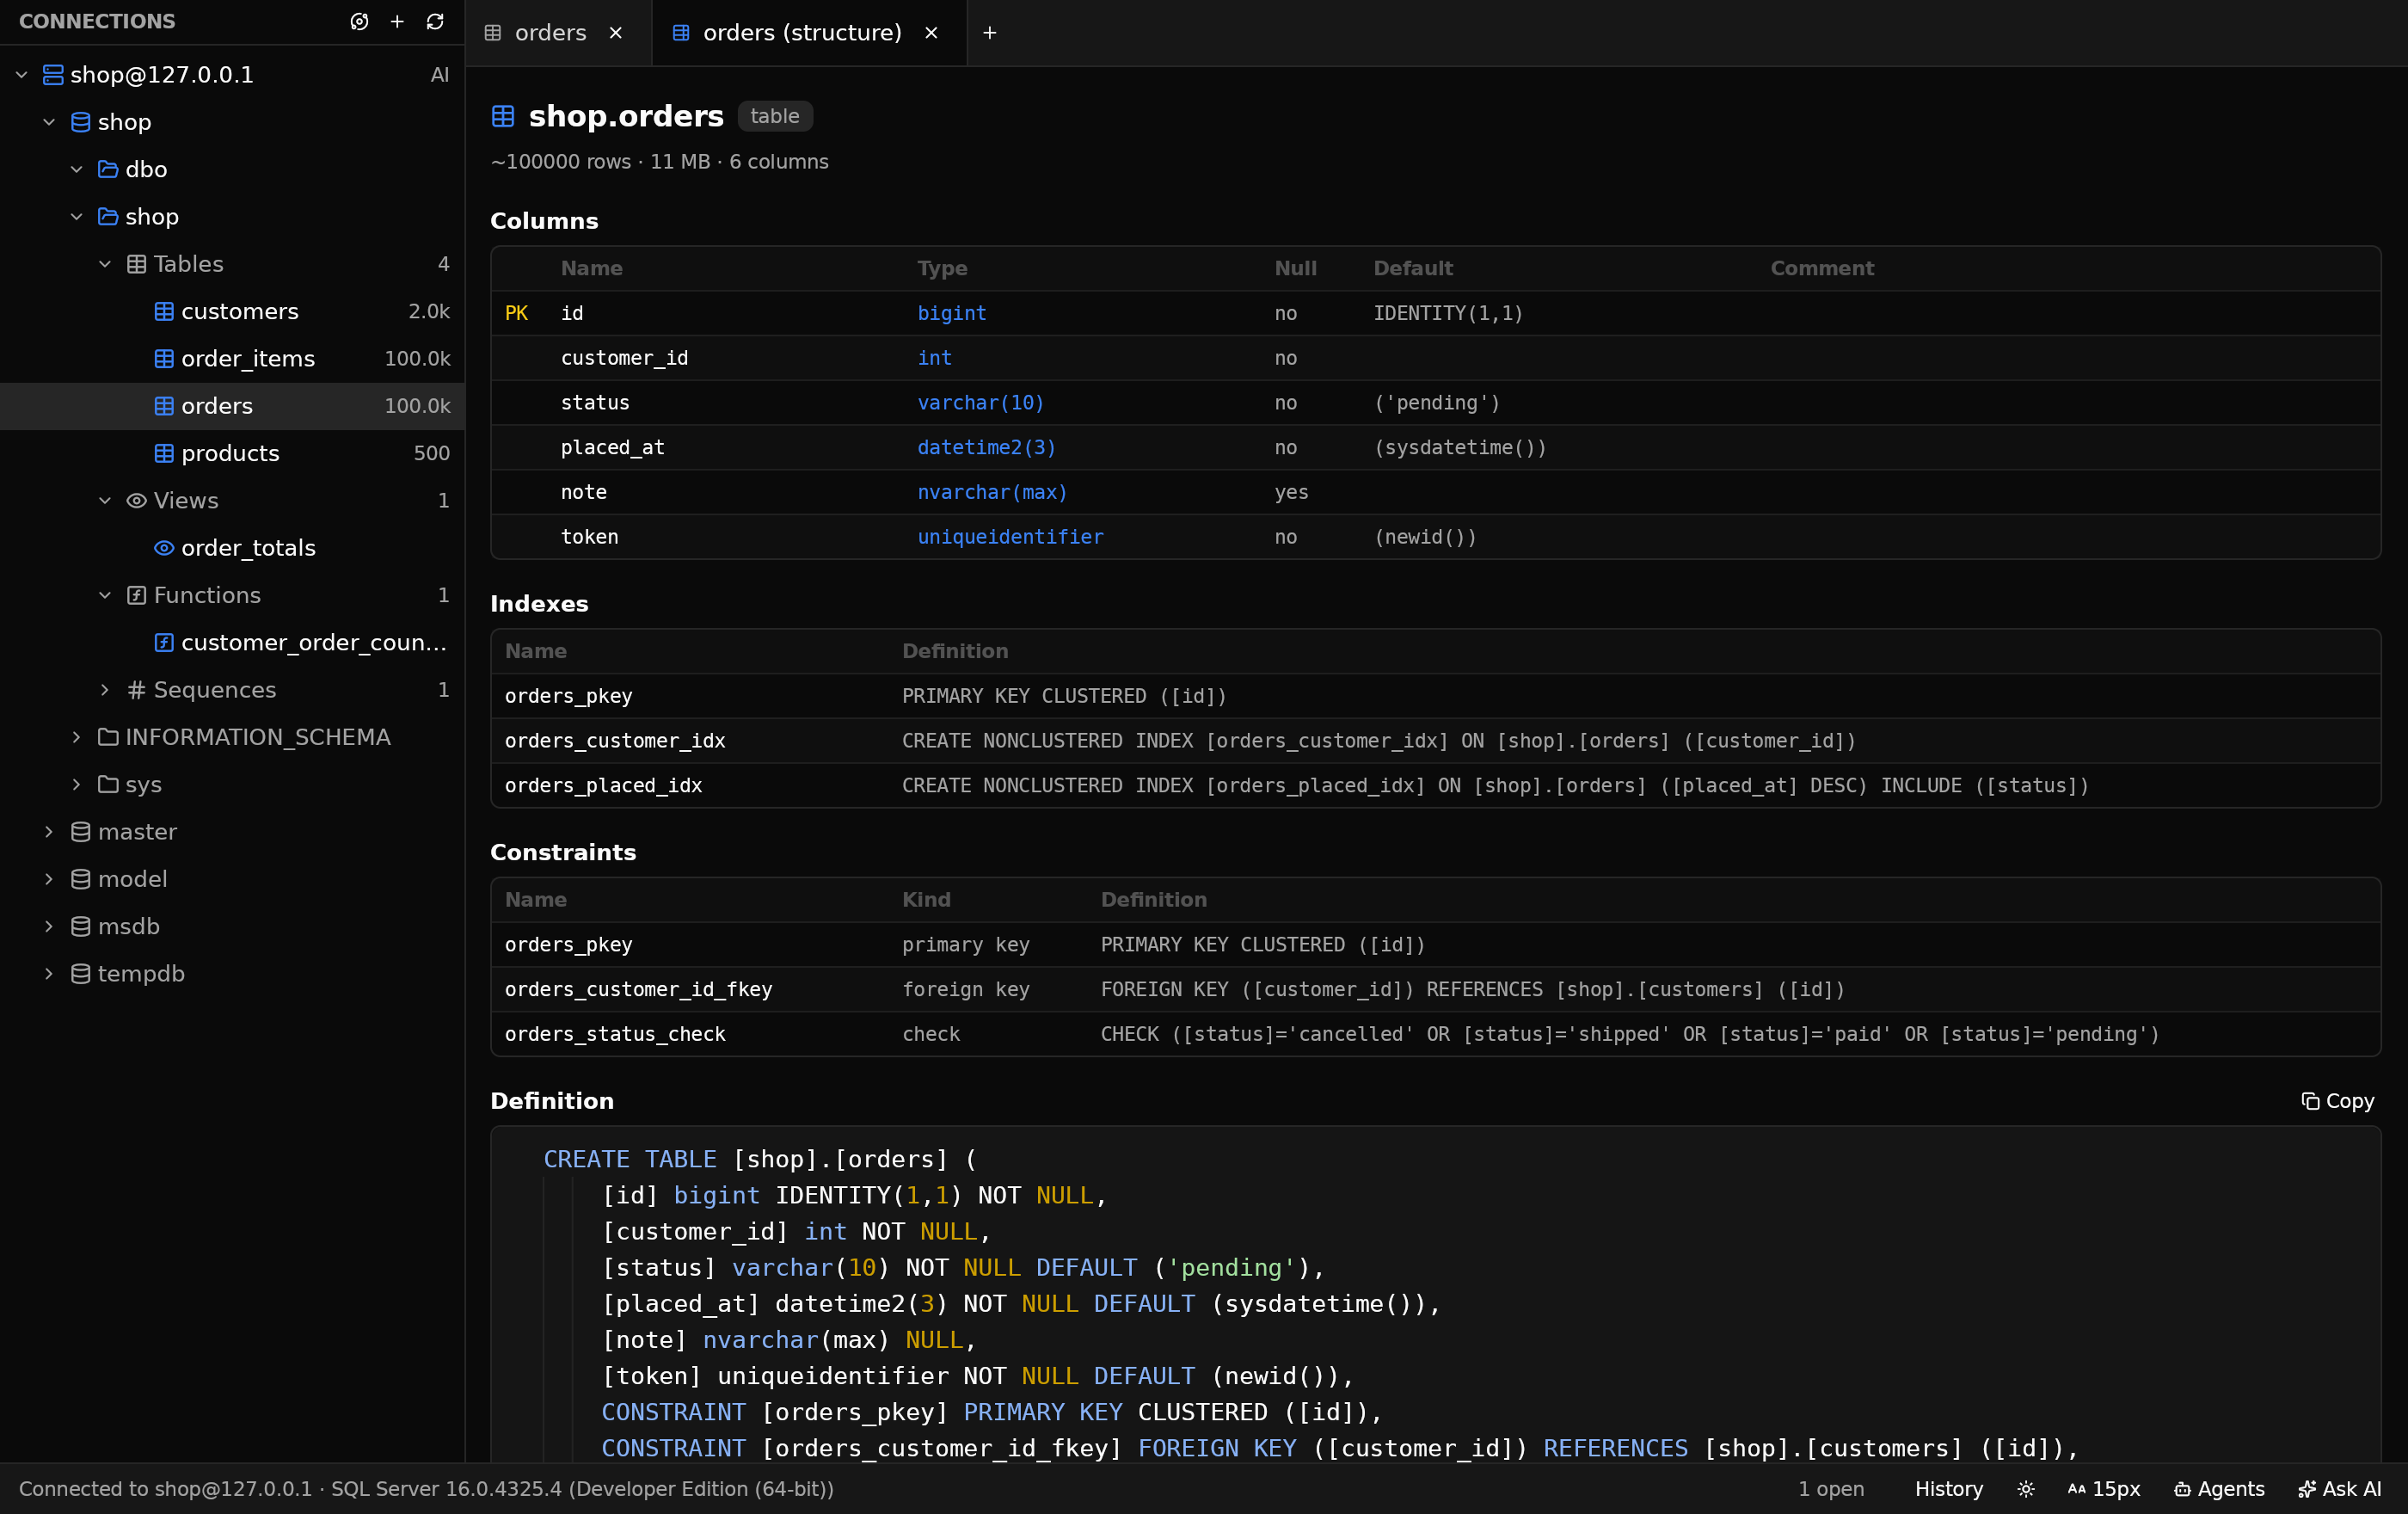 CONNECTIONS
shop@127.0.0.1 AI
shop
dbo
shop
Tables 4
customers 2.0k
order_items 100.0k
orders 100.0k
products 500
Views 1
order_totals
Functions 1
customer_order_coun...
Sequences 1
INFORMATION_SCHEMA
sys
master
model
msdb
tempdb
orders
orders (structure)
shop.orders table
~100000 rows · 11 MB · 6 columns
Columns
Name Type Null Default Comment
PK id bigint no IDENTITY(1,1)
customer_id int no
status varchar(10) no ('pending')
placed_at datetime2(3) no (sysdatetime())
note nvarchar(max) yes
token uniqueidentifier no (newid())
Indexes
Name Definition
orders_pkey PRIMARY KEY CLUSTERED ([id])
orders_customer_idx CREATE NONCLUSTERED INDEX [orders_customer_idx] ON [shop].[orders] ([customer_id])
orders_placed_idx CREATE NONCLUSTERED INDEX [orders_placed_idx] ON [shop].[orders] ([placed_at] DESC) INCLUDE ([status])
Constraints
Name Kind Definition
orders_pkey primary key PRIMARY KEY CLUSTERED ([id])
orders_customer_id_fkey foreign key FOREIGN KEY ([customer_id]) REFERENCES [shop].[customers] ([id])
orders_status_check check CHECK ([status]='cancelled' OR [status]='shipped' OR [status]='paid' OR [status]='pending')
Definition Copy
CREATE TABLE [shop].[orders] (
[id] bigint IDENTITY(1,1) NOT NULL,
[customer_id] int NOT NULL,
[status] varchar(10) NOT NULL DEFAULT ('pending'),
[placed_at] datetime2(3) NOT NULL DEFAULT (sysdatetime()),
[note] nvarchar(max) NULL,
[token] uniqueidentifier NOT NULL DEFAULT (newid()),
CONSTRAINT [orders_pkey] PRIMARY KEY CLUSTERED ([id]),
CONSTRAINT [orders_customer_id_fkey] FOREIGN KEY ([customer_id]) REFERENCES [shop].[customers] ([id]),
Connected to shop@127.0.0.1 · SQL Server 16.0.4325.4 (Developer Edition (64-bit)) 1 open History AA 15px Agents Ask AI